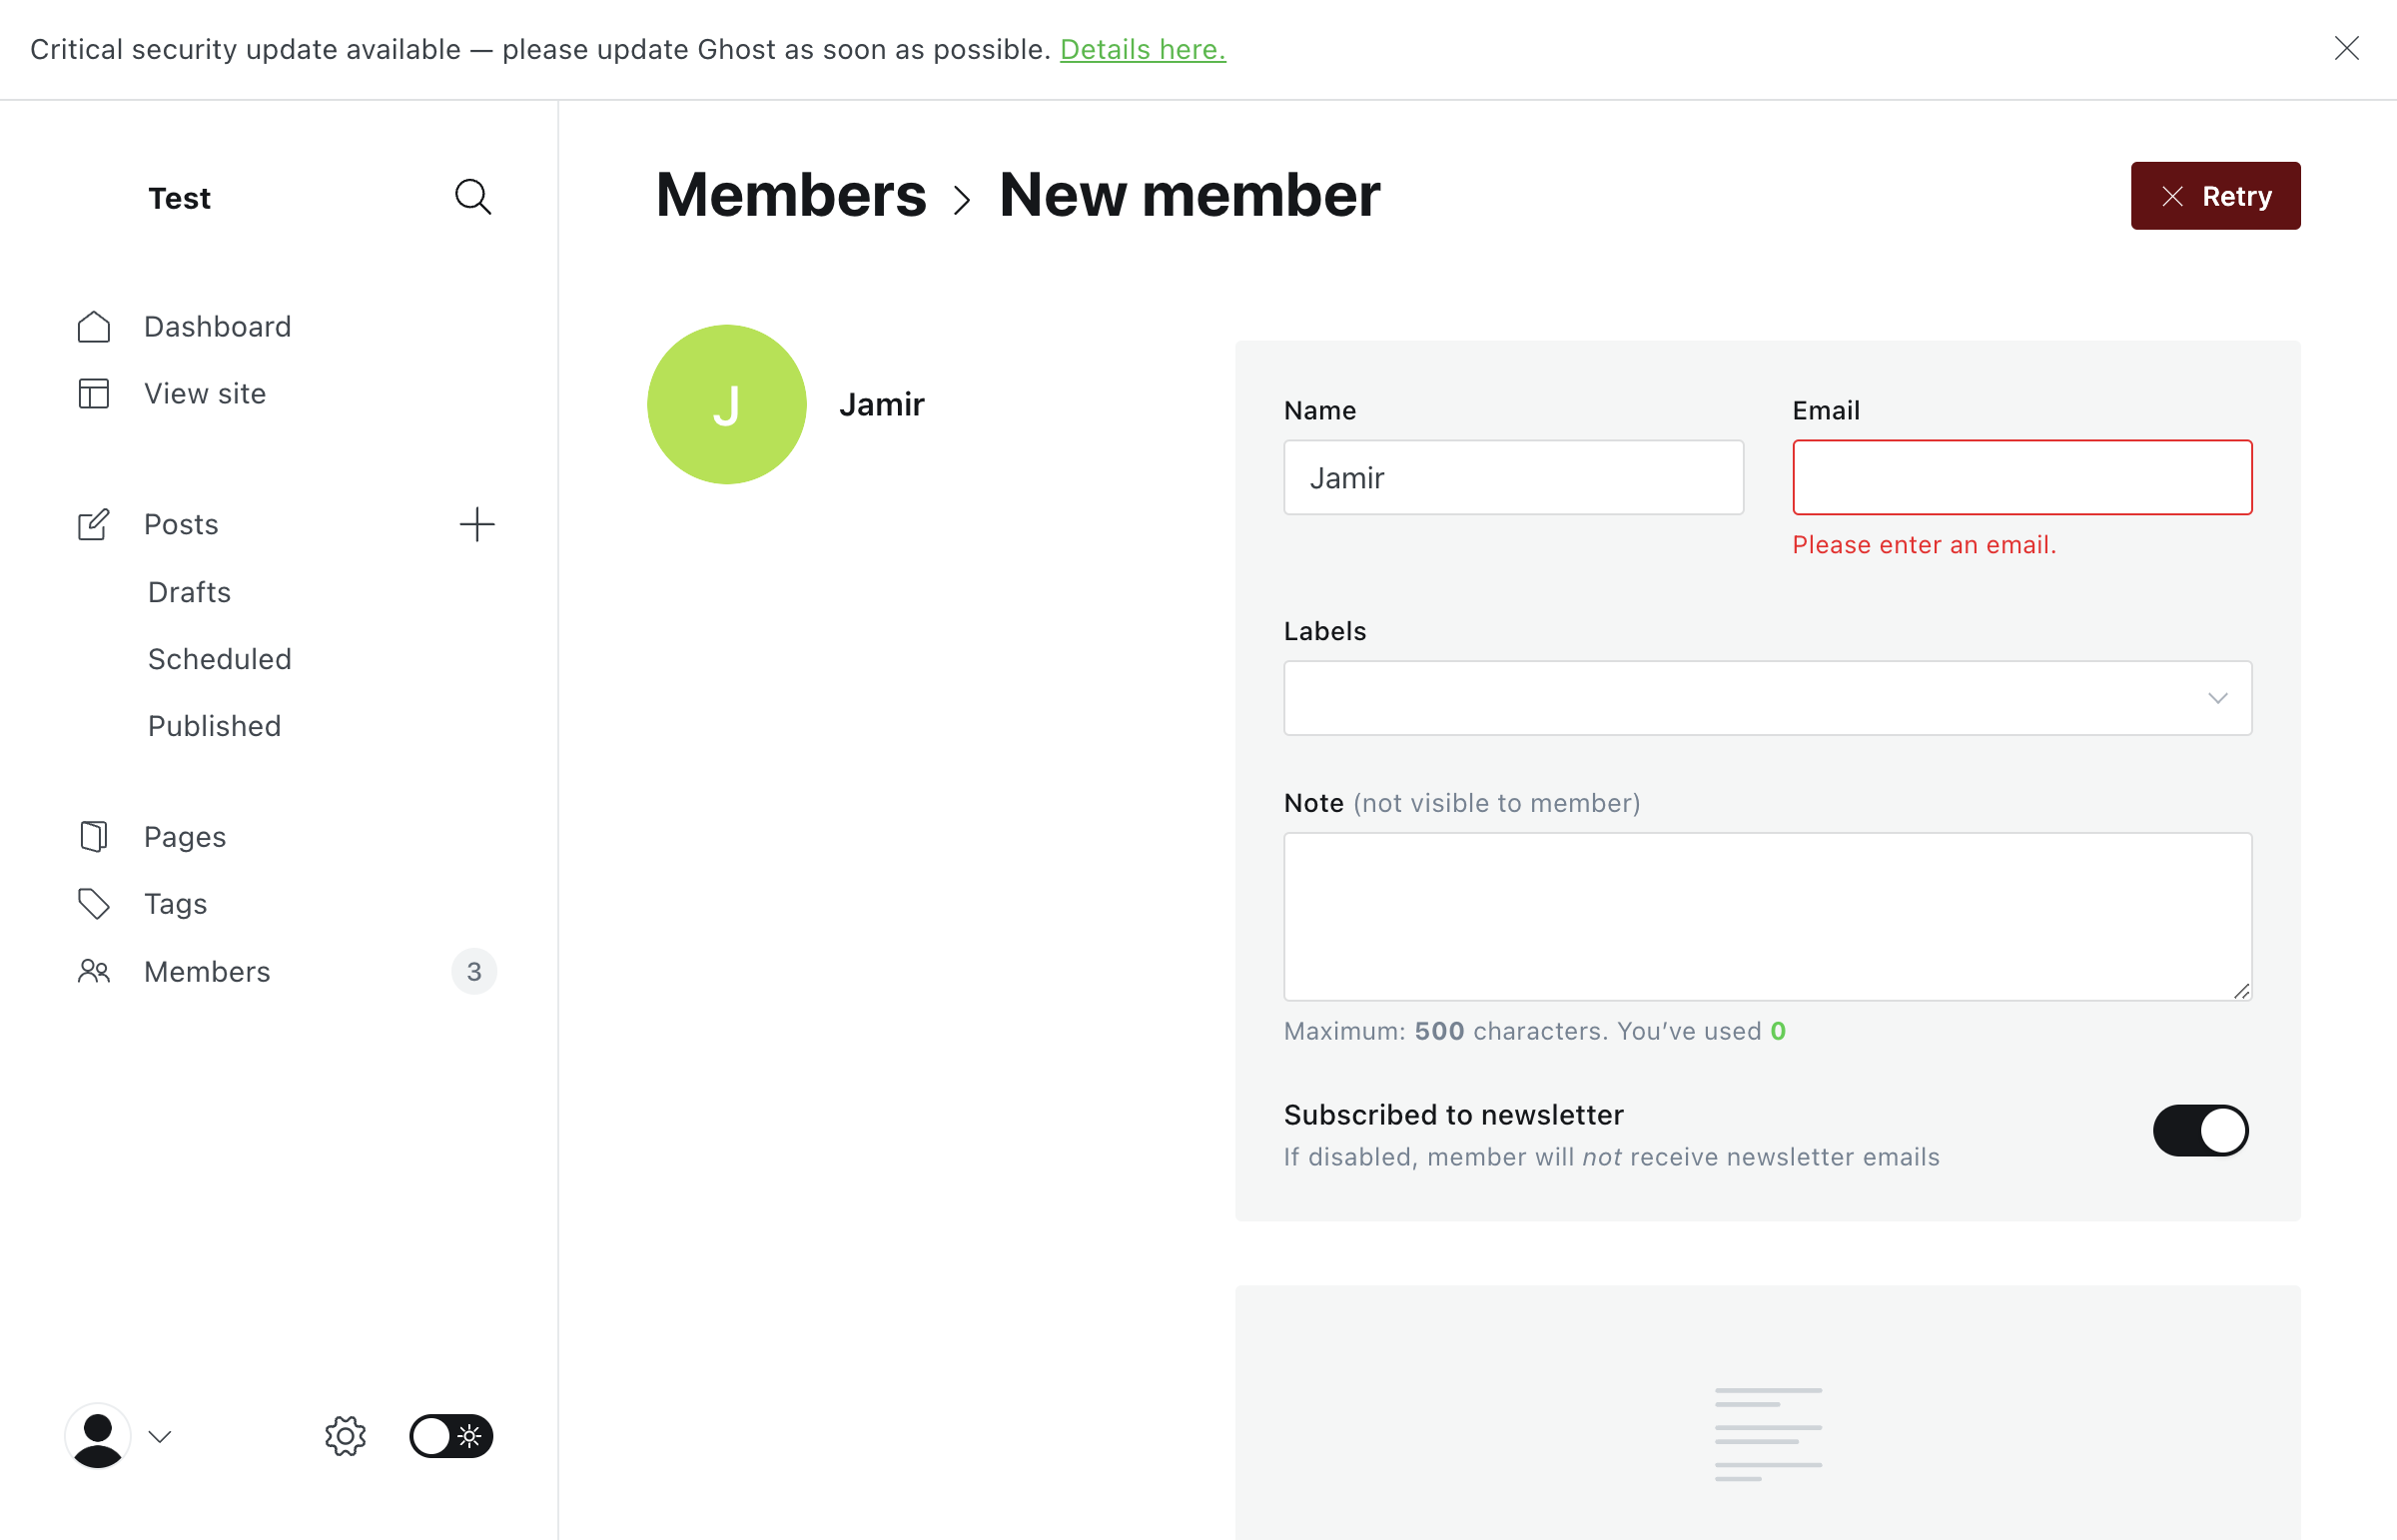 Critical security update available — please update Ghost as soon as possible. Details here.
Test
Dashboard
View site
Posts
Drafts
Scheduled
Published
Pages
Tags
Members 3
Members › New member
Retry
J
Jamir
Name
Jamir
Email
Please enter an email.
Labels
Note (not visible to member)
Maximum: 500 characters. You’ve used 0
Subscribed to newsletter
If disabled, member will not receive newsletter emails